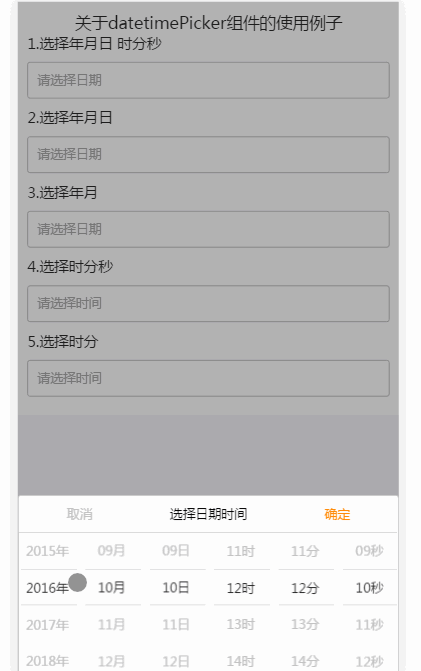 关于datetimePicker组件的使用例子
1.选择年月日 时分秒
请选择日期
2.选择年月日
请选择日期
3.选择年月
请选择日期
4.选择时分秒
请选择时间
5.选择时分
请选择时间
取消 选择日期时间 确定
2015年 09月 09日 11时 11分 09秒
2016年 10月 10日 12时 12分 10秒
2017年 11月 11日 13时 13分 11秒
2018年 12月 12日 14时 14分 12秒